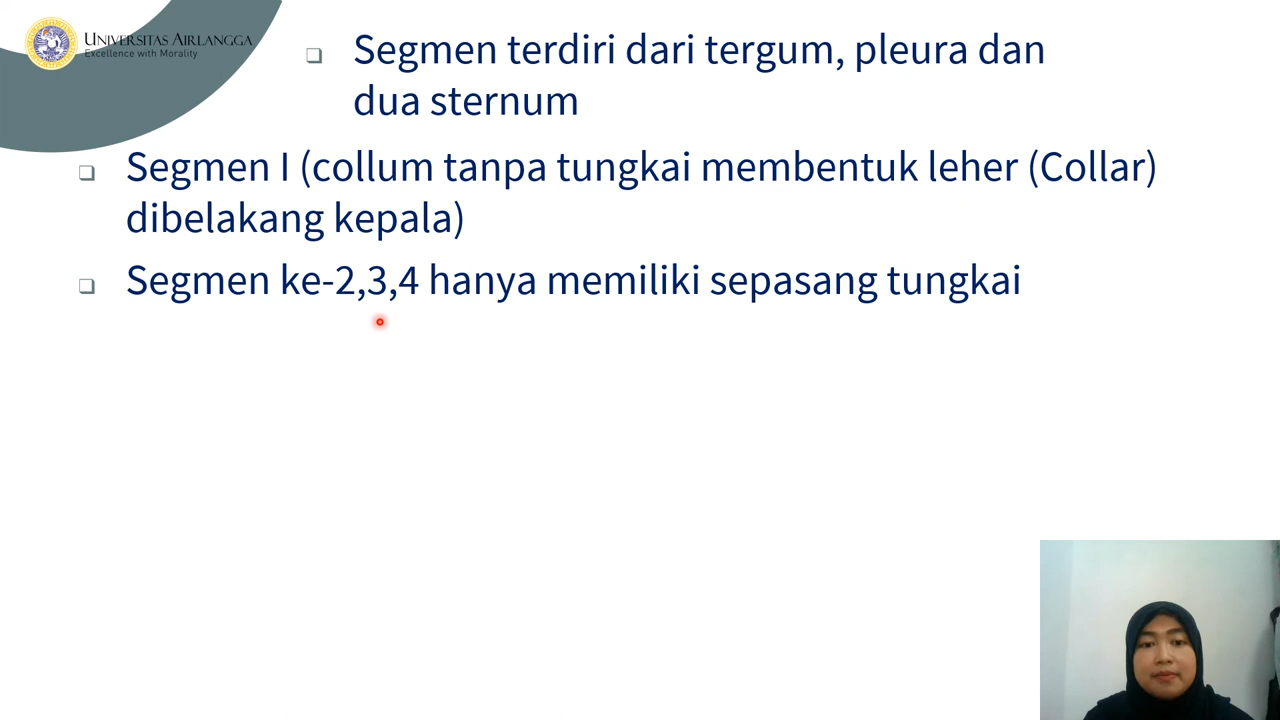 UNIVERSITAS AIRLANGGA
Excellence with Morality
Segmen terdiri dari tergum, pleura dan
dua sternum
Segmen I (collum tanpa tungkai membentuk leher (Collar)
dibelakang kepala)
Segmen ke-2,3,4 hanya memiliki sepasang tungkai